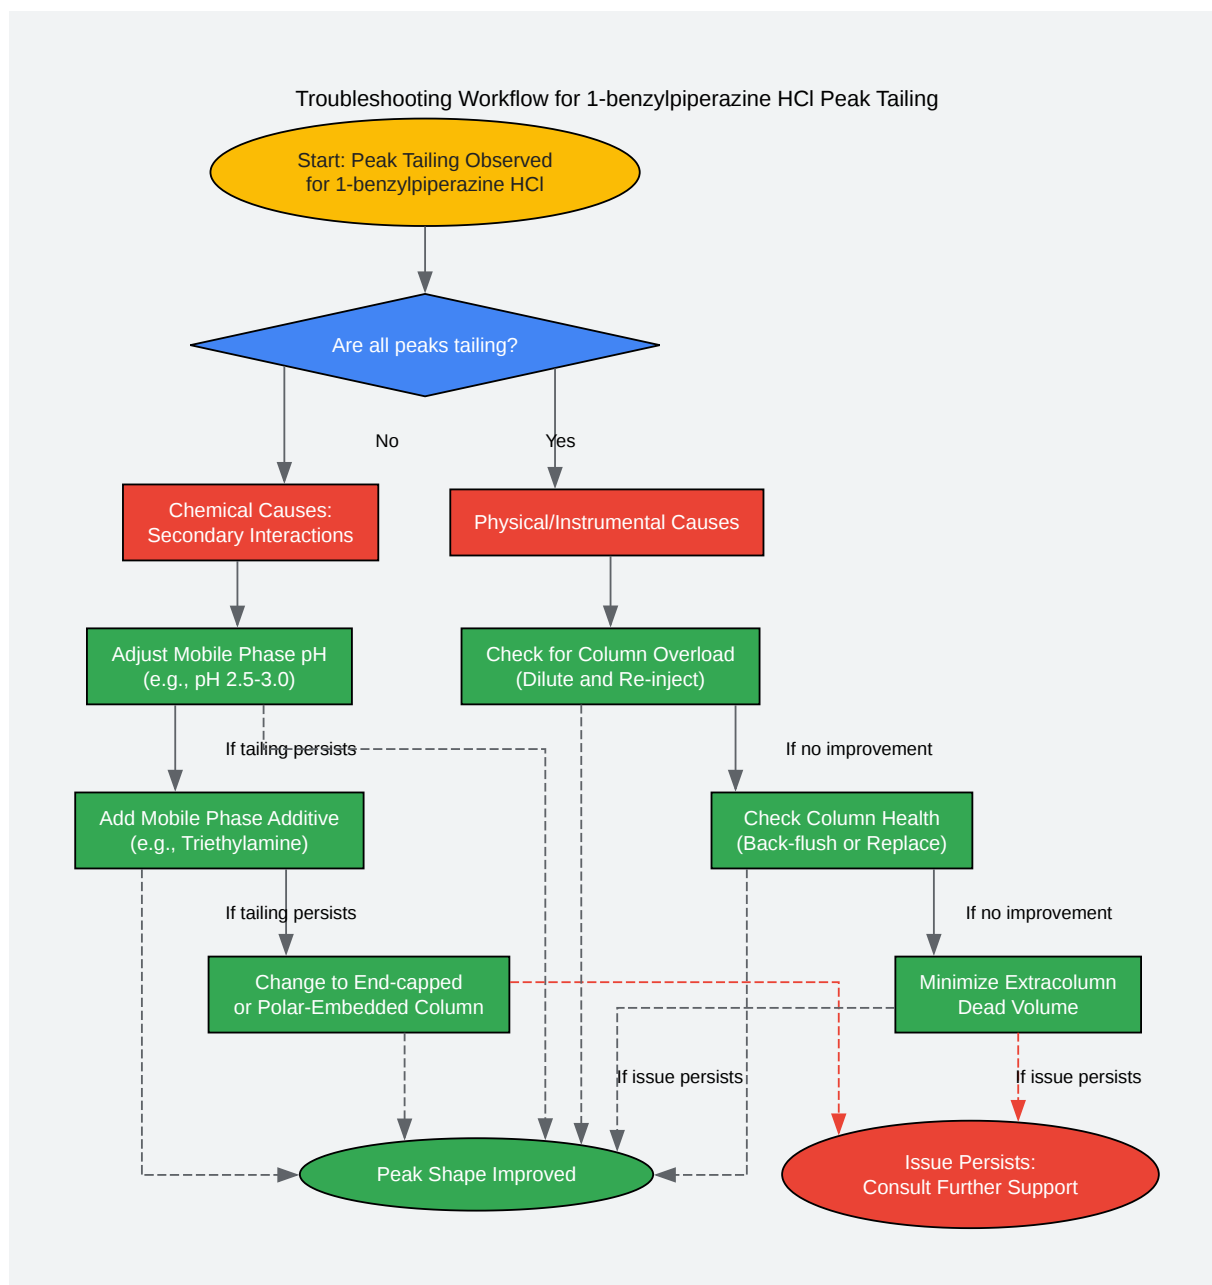 Troubleshooting Workflow for 1-benzylpiperazine HCl Peak Tailing
Start: Peak Tailing Observed
for 1-benzylpiperazine HCl
Are all peaks tailing?
No
Yes
Chemical Causes:
Secondary Interactions
Physical/Instrumental Causes
Adjust Mobile Phase pH
(e.g., pH 2.5-3.0)
Check for Column Overload
(Dilute and Re-inject)
If tailing persists
If no improvement
Add Mobile Phase Additive
(e.g., Triethylamine)
Check Column Health
(Back-flush or Replace)
If tailing persists
If no improvement
Change to End-capped
or Polar-Embedded Column
Minimize Extracolumn
Dead Volume
If issue persists
If issue persists
Peak Shape Improved
Issue Persists:
Consult Further Support